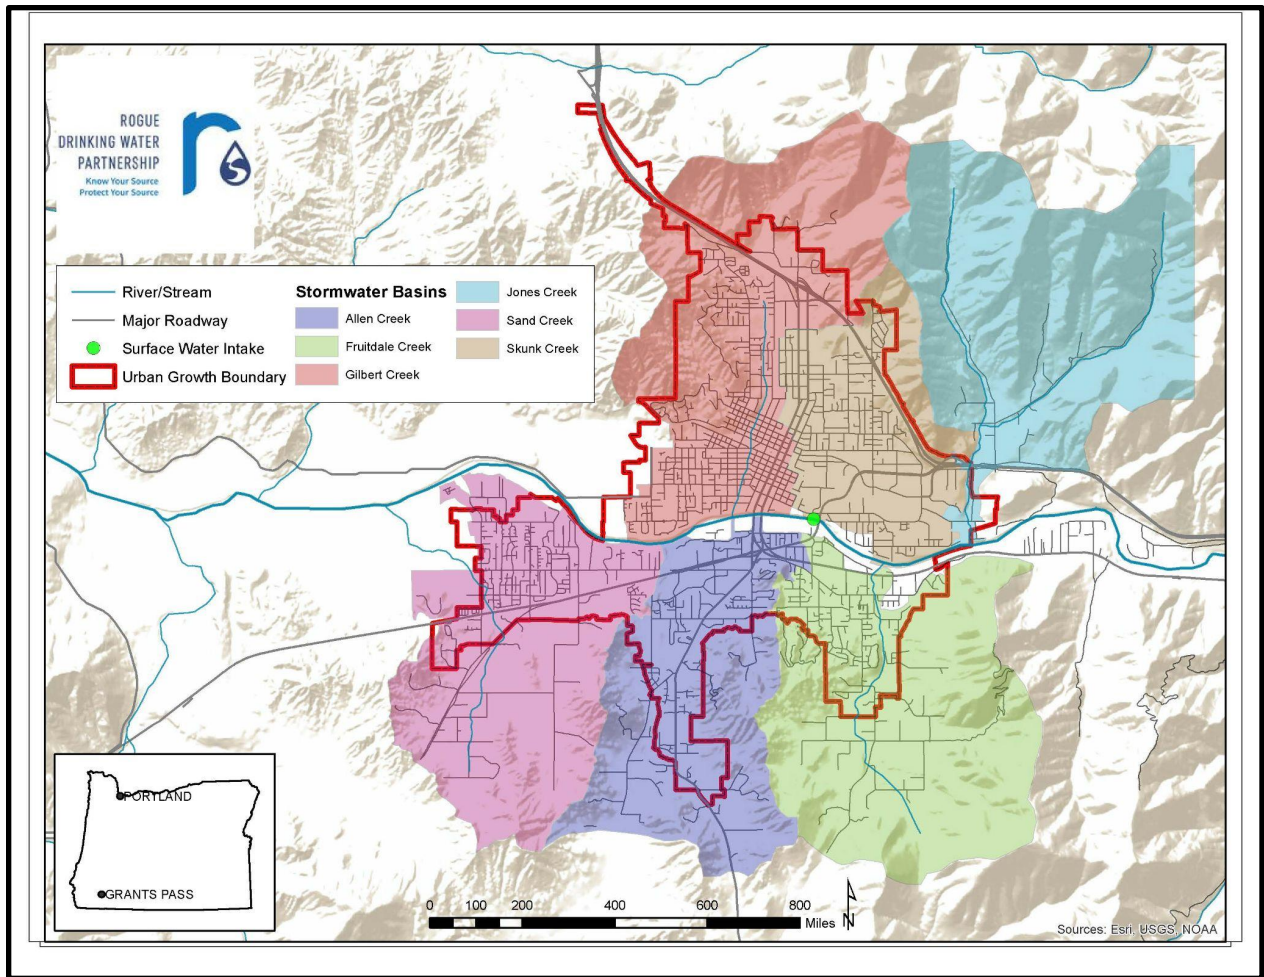 ROGUE
DRINKING WATER
PARTNERSHIP
Know Your Source
Protect Your Source
River/Stream
Major Roadway
Surface Water Intake
Urban Growth Boundary
Stormwater Basins
Allen Creek
Fruitdale Creek
Gilbert Creek
Jones Creek
Sand Creek
Skunk Creek
PORTLAND
GRANTS PASS
0 100 200 400 600 800
Miles
N
Sources: Esri, USGS, NOAA